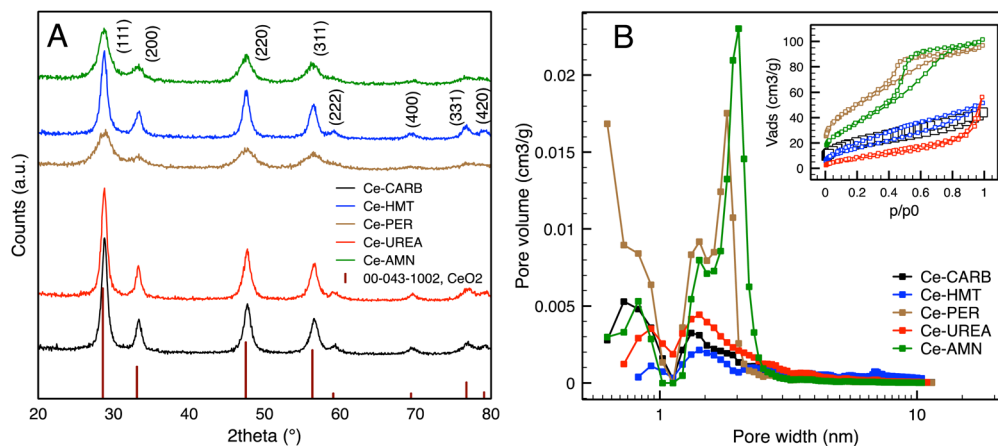 A
(111)
(200)
(220)
(311)
(222)
(400)
(331)
(420)
Counts (a.u.)
Ce-CARB
Ce-HMT
Ce-PER
Ce-UREA
Ce-AMN
00-043-1002, CeO2
20 30 40 50 60 70 80
2theta (°)
B
Pore volume (cm3/g)
0.02
0.015
0.01
0.005
0
1 10
Pore width (nm)
Vads (cm3/g)
100
80
60
40
20
0
0 0.2 0.4 0.6 0.8 1
p/p0
Ce-CARB
Ce-HMT
Ce-PER
Ce-UREA
Ce-AMN